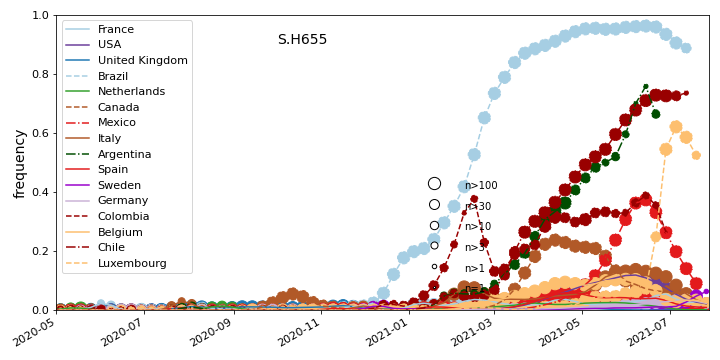 S.H655
frequency
1.0
0.8
0.6
0.4
0.2
0.0
France
USA
United Kingdom
Brazil
Netherlands
Canada
Mexico
Italy
Argentina
Spain
Sweden
Germany
Colombia
Belgium
Chile
Luxembourg
n>100
n>30
n>10
n>3
n>1
2020-05
2020-07
2020-09
2020-11
2021-01
2021-03
2021-05
2021-07